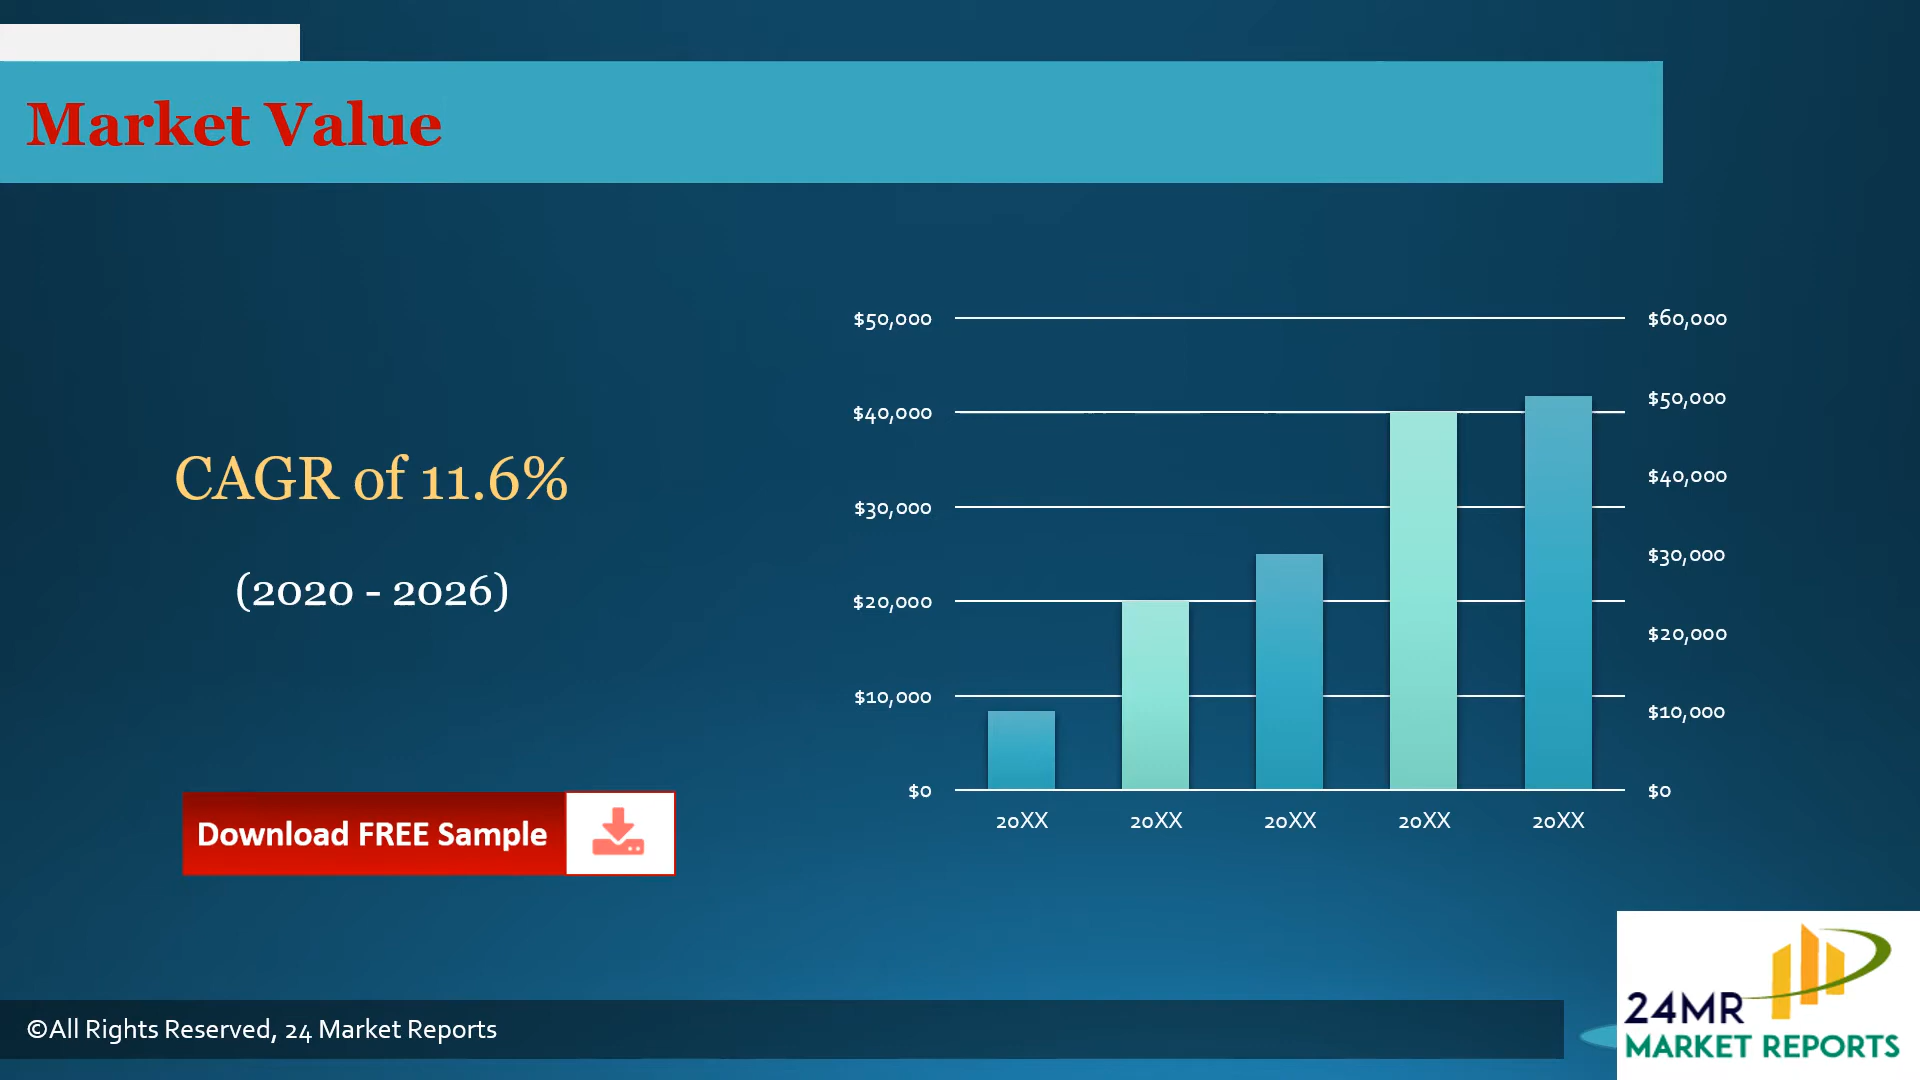 Market Value
CAGR of 11.6%
(2020 - 2026)
Download FREE Sample
$50,000
$40,000
$30,000
$20,000
$10,000
$0
$60,000
$50,000
$40,000
$30,000
$20,000
$10,000
$0
20XX 20XX 20XX 20XX 20XX
©All Rights Reserved, 24 Market Reports
24MR
MARKET REPORTS